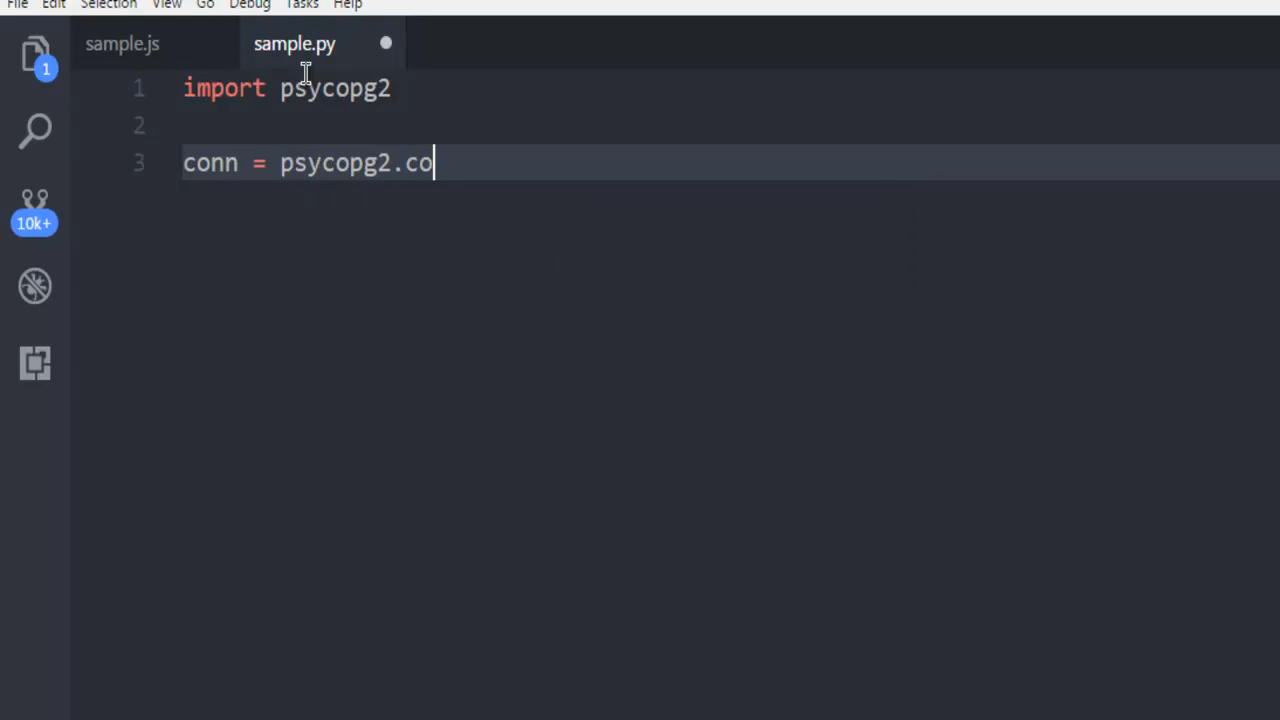 File Edit Selection View Go Debug Tasks Help
sample.js sample.py
1 import psycopg2
2
3 conn = psycopg2.co
1
10k+